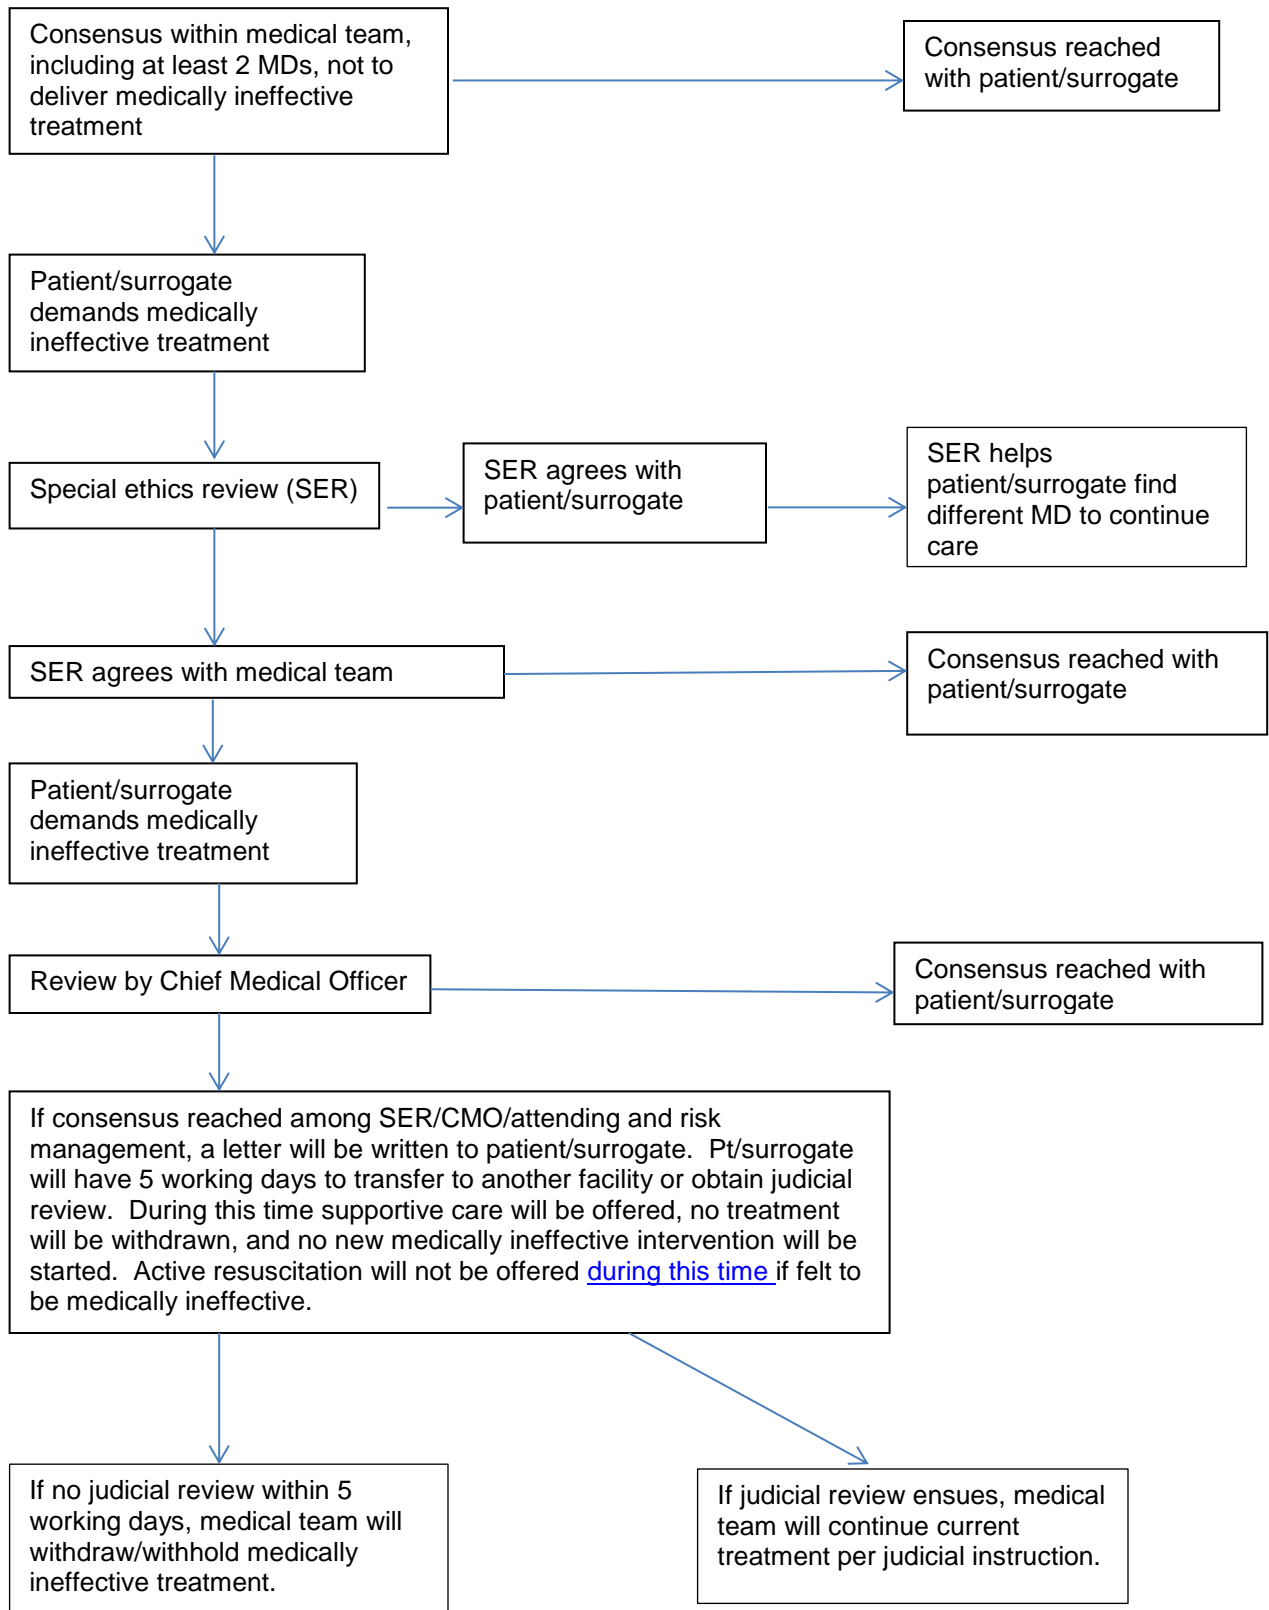 Consensus within medical team,
including at least 2 MDs, not to
deliver medically ineffective
treatment
Consensus reached
with patient/surrogate
Patient/surrogate
demands medically
ineffective treatment
Special ethics review (SER)
SER agrees with
patient/surrogate
SER helps
patient/surrogate find
different MD to continue
care
SER agrees with medical team
Consensus reached with
patient/surrogate
Patient/surrogate
demands medically
ineffective treatment
Review by Chief Medical Officer
Consensus reached with
patient/surrogate
If consensus reached among SER/CMO/attending and risk
management, a letter will be written to patient/surrogate.  Pt/surrogate
will have 5 working days to transfer to another facility or obtain judicial
review.  During this time supportive care will be offered, no treatment
will be withdrawn, and no new medically ineffective intervention will be
started.  Active resuscitation will not be offered during this time if felt to
be medically ineffective.
If no judicial review within 5
working days, medical team will
withdraw/withhold medically
ineffective treatment.
If judicial review ensues, medical
team will continue current
treatment per judicial instruction.